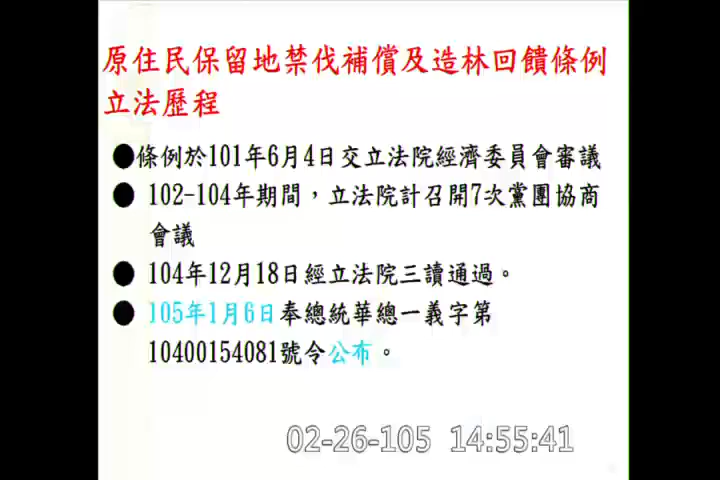 原住民保留地禁伐補償及造林回饋條例
立法歷程
●條例於101年6月4日交立法院經濟委員會審議
● 102-104年期間，立法院計召開7次黨團協商
會議
● 104年12月18日經立法院三讀通過。
● 105年1月6日奉總統華總一義字第
10400154081號令公布。
02-26-105 14:55:41